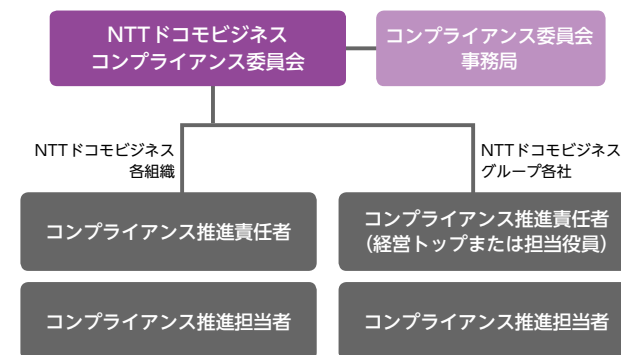 NTTドコモビジネス
コンプライアンス委員会
コンプライアンス委員会
事務局
NTTドコモビジネス
各組織
NTTドコモビジネス
グループ各社
コンプライアンス推進責任者
コンプライアンス推進責任者
（経営トップまたは担当役員）
コンプライアンス推進担当者
コンプライアンス推進担当者